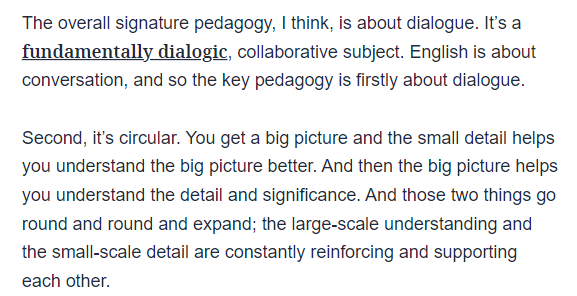 The overall signature pedagogy, I think, is about dialogue. It’s a
fundamentally dialogic, collaborative subject. English is about
conversation, and so the key pedagogy is firstly about dialogue.
Second, it’s circular. You get a big picture and the small detail helps
you understand the big picture better. And then the big picture helps
you understand the detail and significance. And those two things go
round and round and expand; the large-scale understanding and
the small-scale detail are constantly reinforcing and supporting
each other.